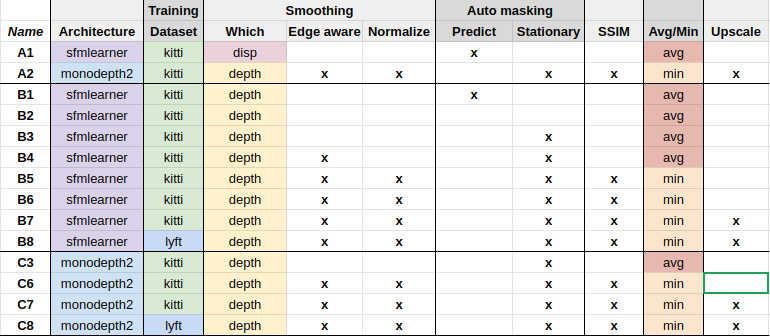 Training Smoothing Auto masking
Name Architecture Dataset Which Edge aware Normalize Predict Stationary SSIM Avg/Min Upscale
A1 sfmlearner kitti disp x avg
A2 monodepth2 kitti depth x x x x min x
B1 sfmlearner kitti depth x avg
B2 sfmlearner kitti depth avg
B3 sfmlearner kitti depth x avg
B4 sfmlearner kitti depth x x avg
B5 sfmlearner kitti depth x x x x min
B6 sfmlearner kitti depth x x x x min
B7 sfmlearner kitti depth x x x x min x
B8 sfmlearner lyft depth x x x x min x
C3 monodepth2 kitti depth x avg
C6 monodepth2 kitti depth x x x x min
C7 monodepth2 kitti depth x x x x min x
C8 monodepth2 lyft depth x x x x min x